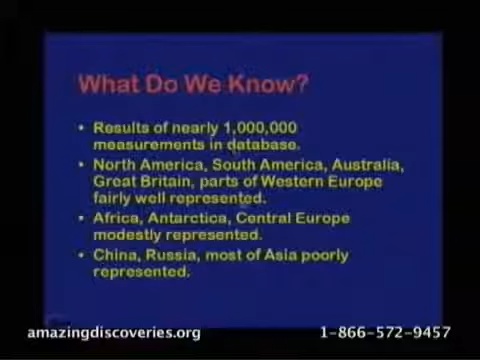 What Do We Know?
• Results of nearly 1,000,000
measurements in database.
• North America, South America, Australia,
Great Britain, parts of Western Europe
fairly well represented.
• Africa, Antarctica, Central Europe
modestly represented.
• China, Russia, most of Asia poorly
represented.
amazingdiscoveries.org 1-866-572-9457